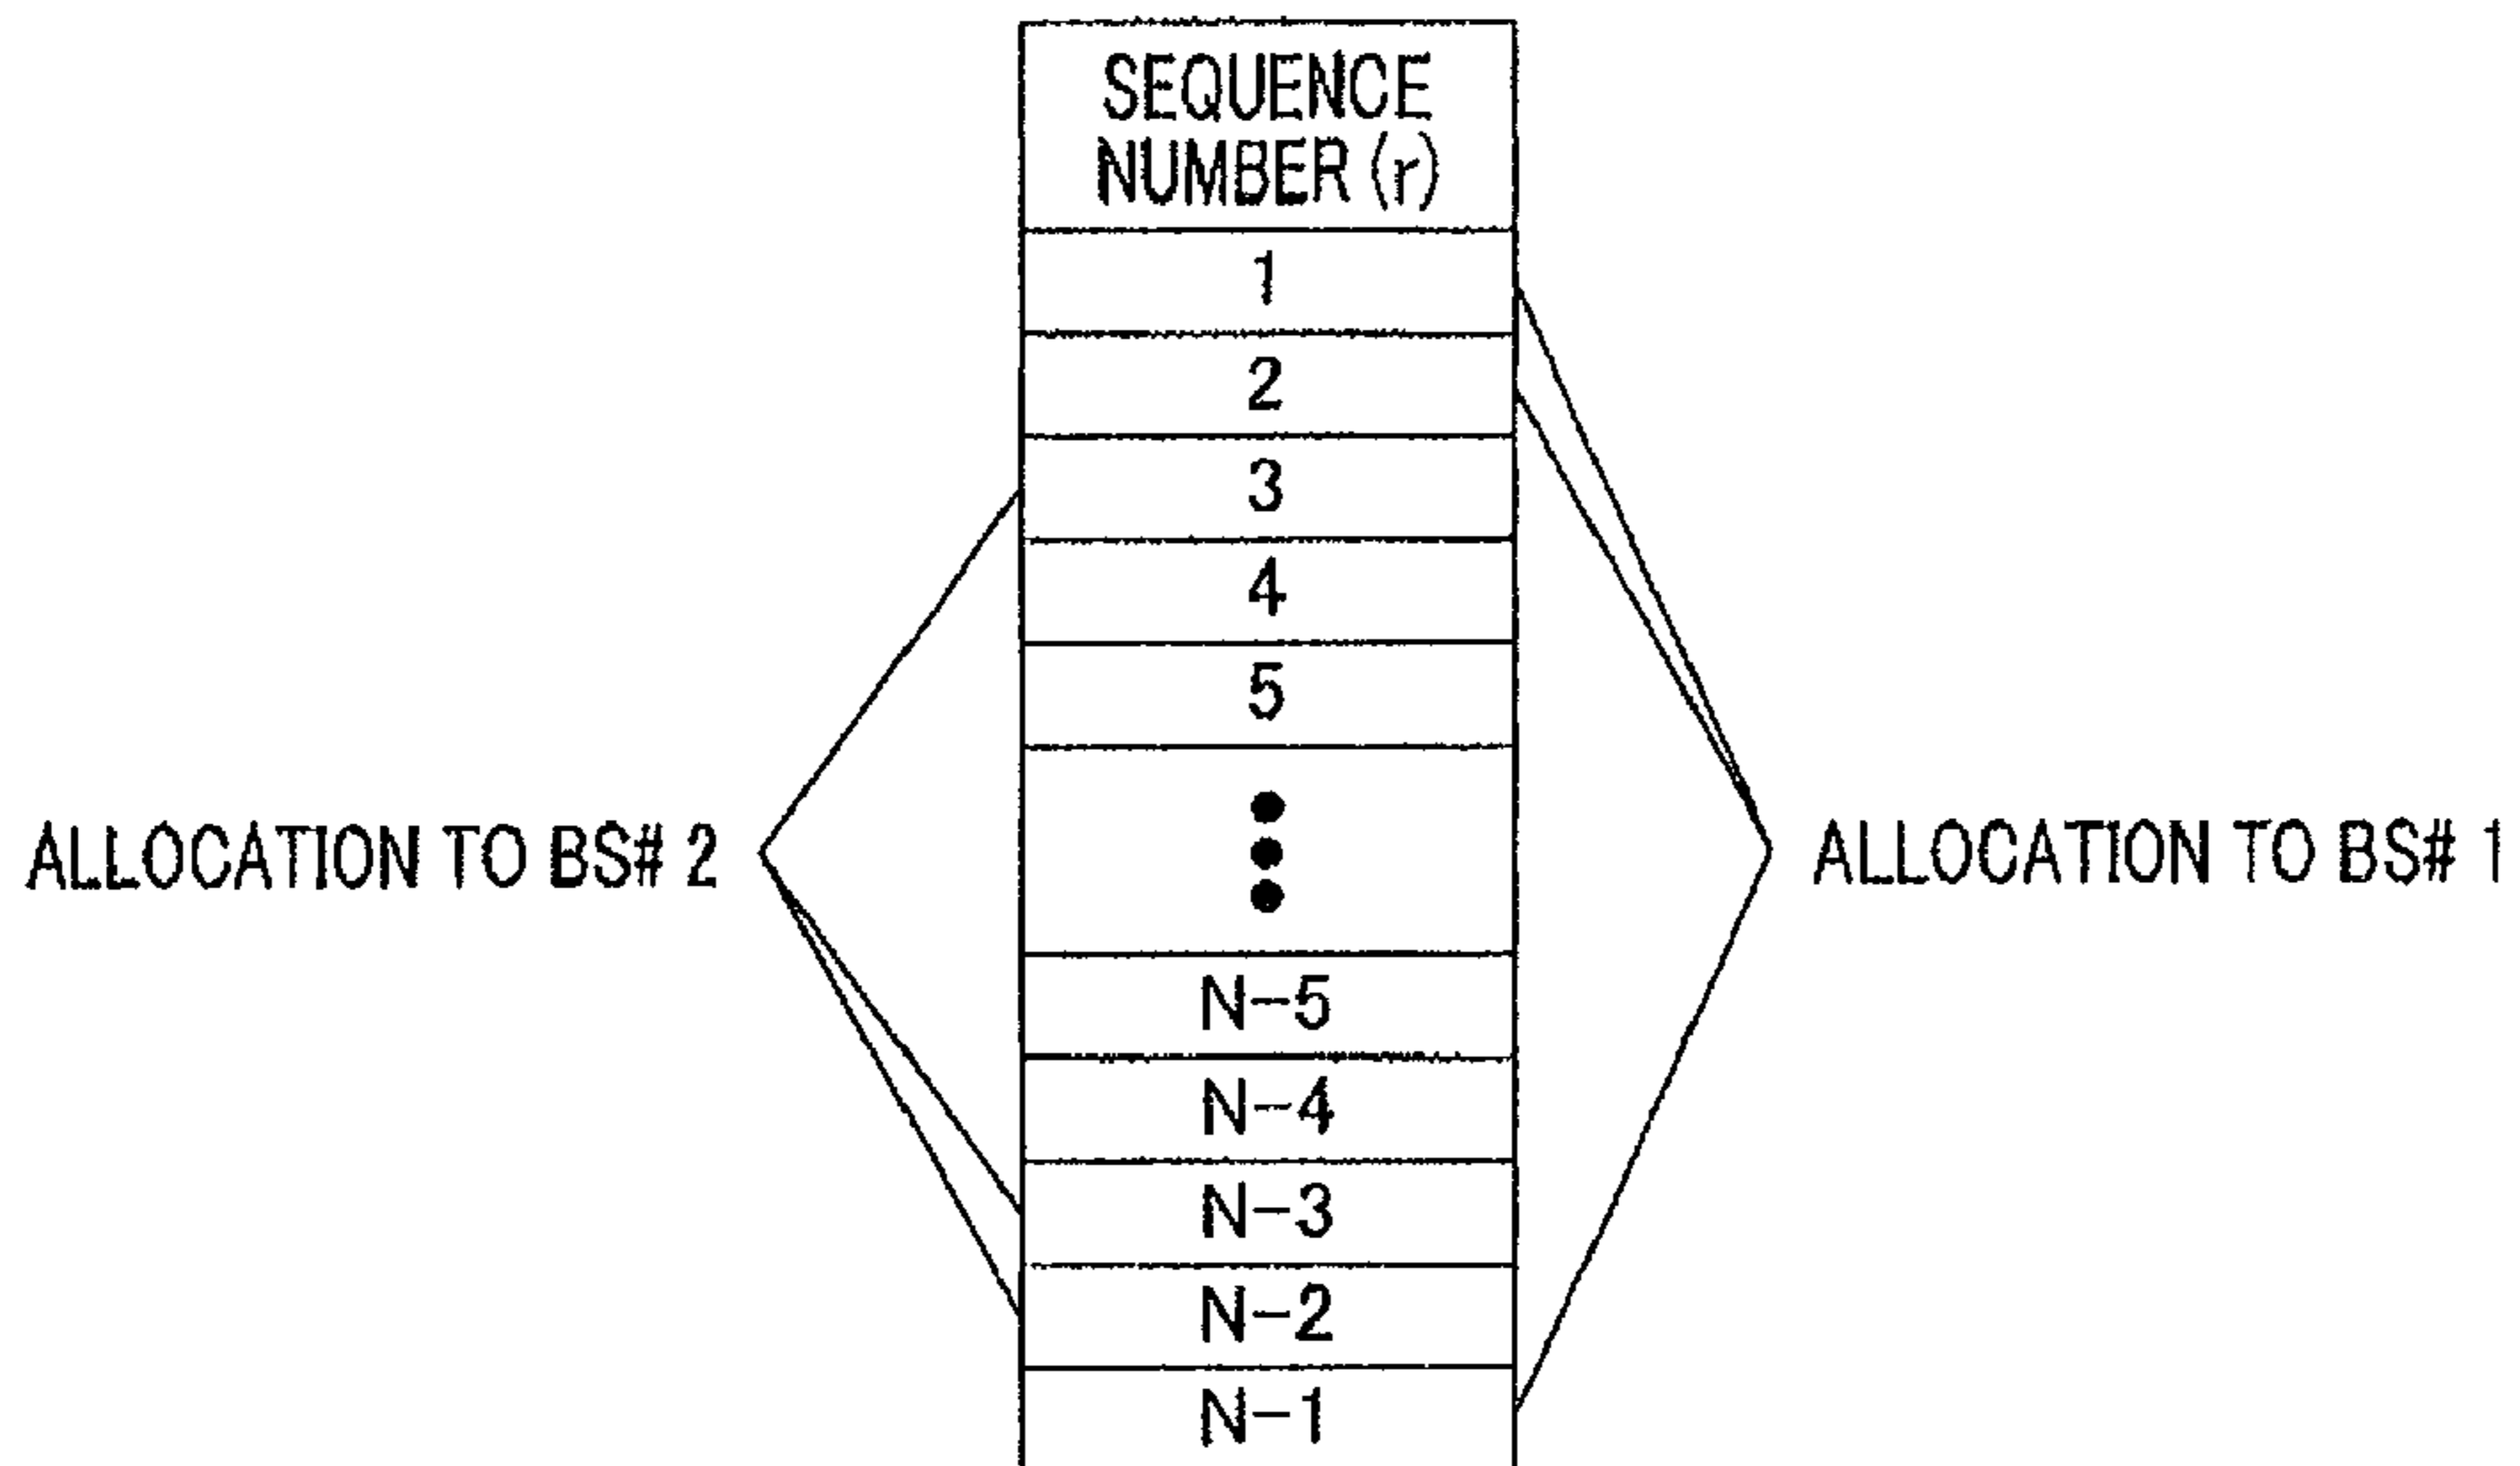 SEQUENCE
NUMBER (r)
1
2
3
4
5
ALLOCATION TO BS# 2
ALLOCATION TO BS# 1
N-5
N-4
N-3
N-2
N-1